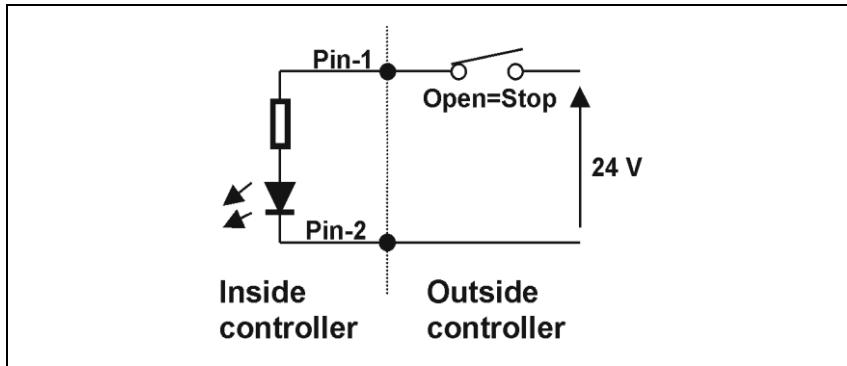 Pin-1
Open=Stop
24 V
Pin-2
Inside
controller
Outside
controller